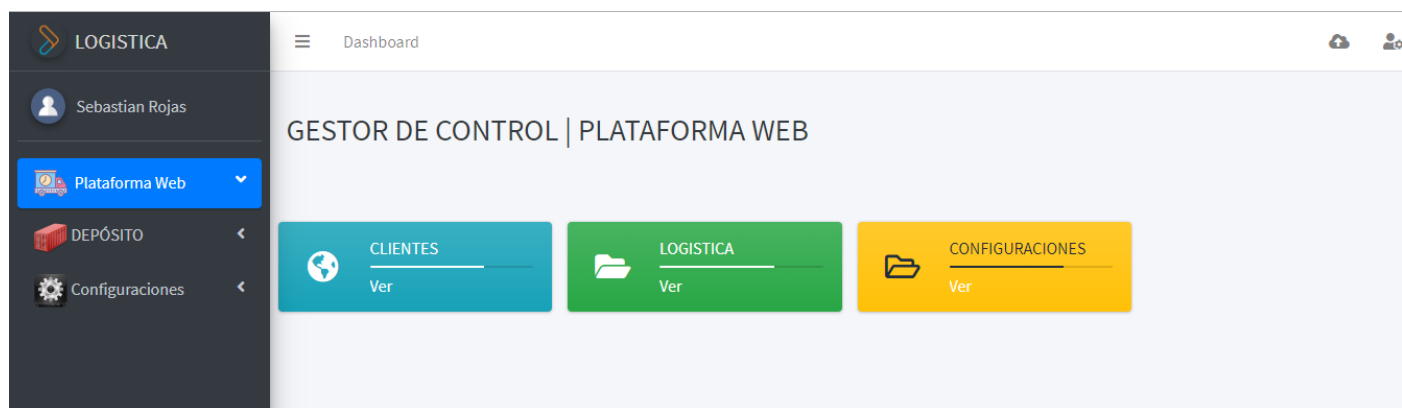 LOGISTICA
Dashboard
Sebastian Rojas
GESTOR DE CONTROL | PLATAFORMA WEB
Plataforma Web
DEPÓSITO
Configuraciones
CLIENTES
Ver
LOGISTICA
Ver
CONFIGURACIONES
Ver